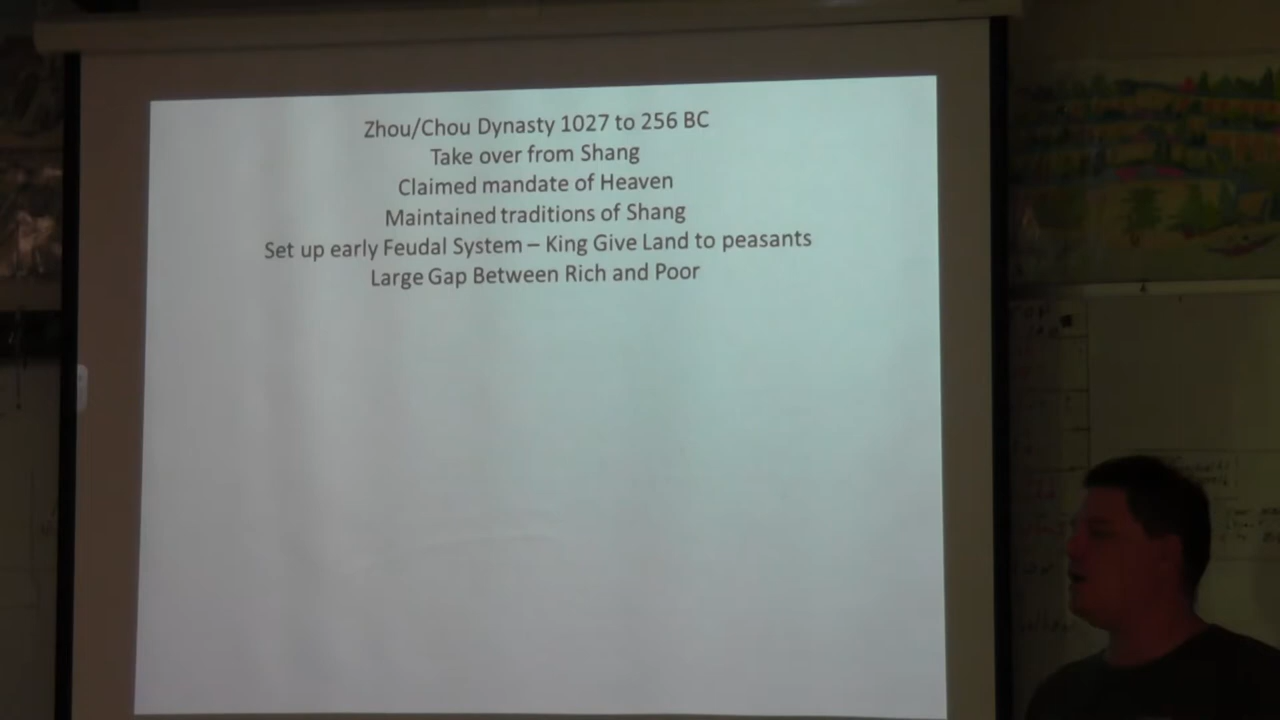 Zhou/Chou Dynasty 1027 to 256 BC
Take over from Shang
Claimed mandate of Heaven
Maintained traditions of Shang
Set up early Feudal System – King Give Land to peasants
Large Gap Between Rich and Poor